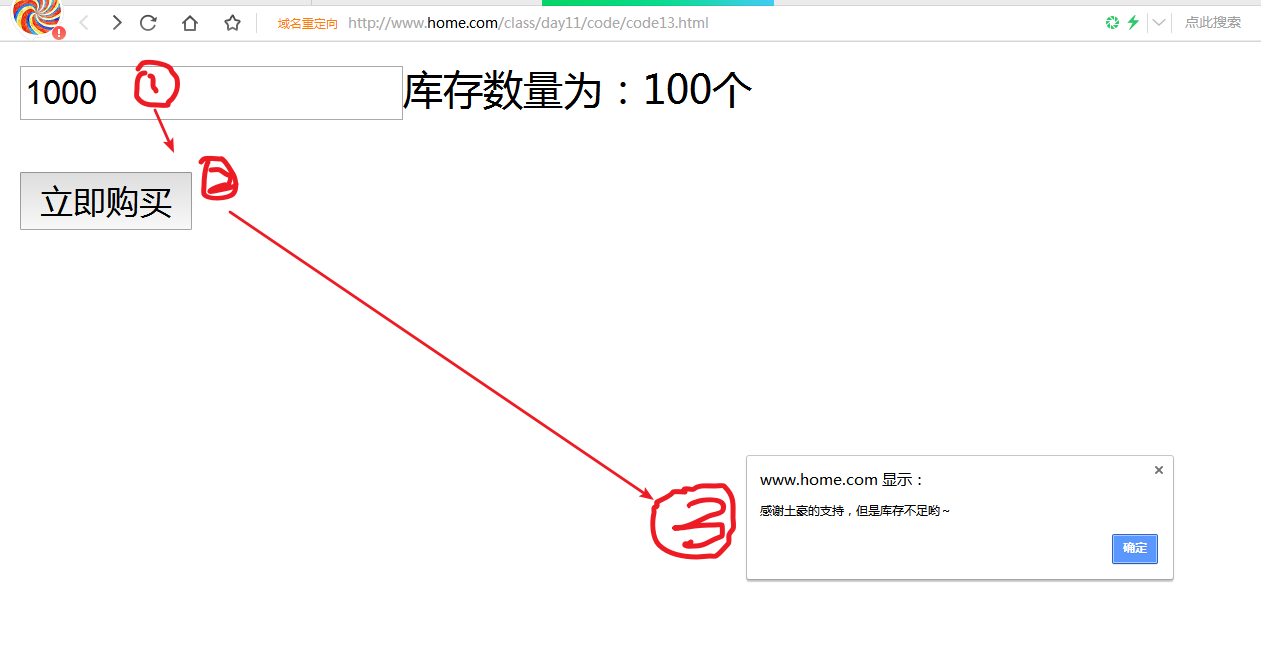 域名重定向 http://www.home.com/class/day11/code/code13.html 点此搜索
1000 1 库存数量为：100个
立即购买 2
3
www.home.com 显示：
感谢土豪的支持，但是库存不足哟～
确定